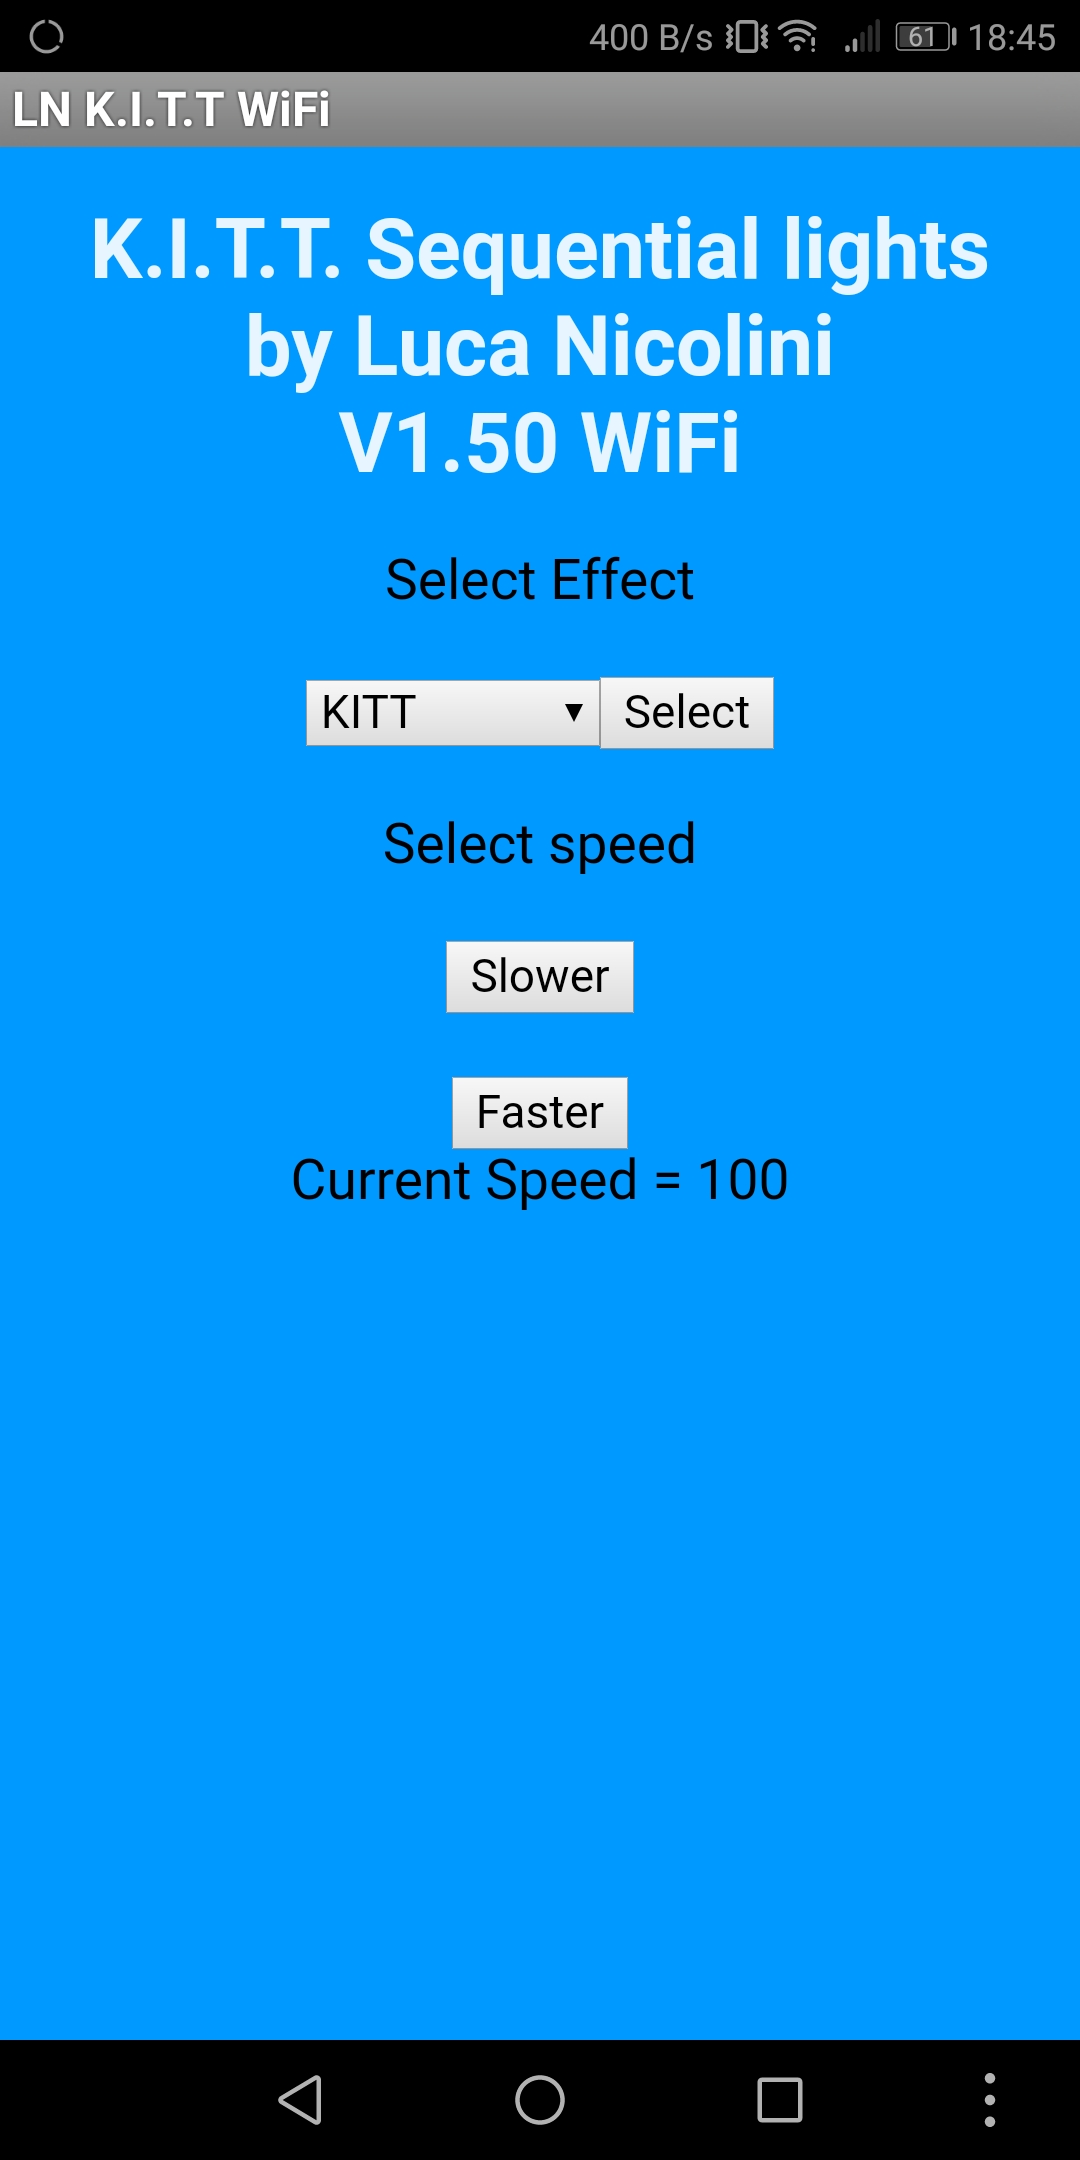 400 B/s 61 18:45
LN K.I.T.T WiFi
K.I.T.T. Sequential lights
by Luca Nicolini
V1.50 WiFi
Select Effect
KITT Select
Select speed
Slower
Faster
Current Speed = 100